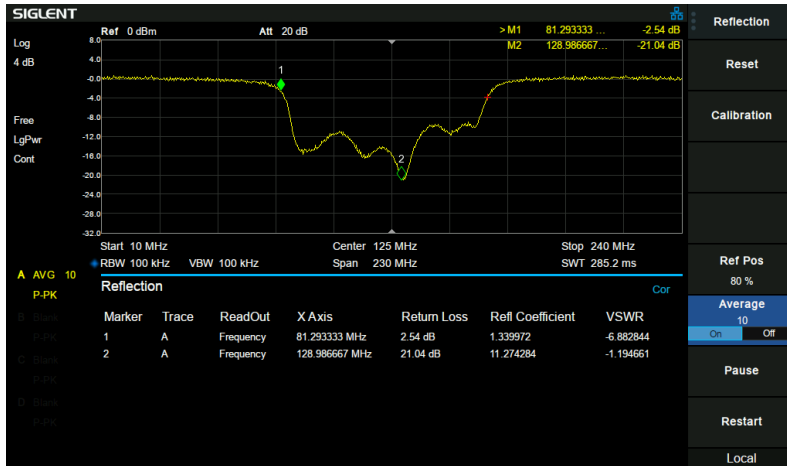 SIGLENT
Ref 0 dBm Att 20 dB >M1 81.293333 ... -2.54 dB
M2 128.986667... -21.04 dB
Log
4 dB
Free
LgPwr
Cont
8.0
4.0
-0.0
-4.0
-8.0
-12.0
-16.0
-20.0
-24.0
-28.0
-32.0
1
2
Start 10 MHz Center 125 MHz Stop 240 MHz
RBW 100 kHz VBW 100 kHz Span 230 MHz SWT 285.2 ms
A AVG 10
P-PK
B Blank
P-PK
C Blank
P-PK
D Blank
P-PK
Reflection Cor
Marker Trace ReadOut X Axis Return Loss Refl Coefficient VSWR
1 A Frequency 81.293333 MHz 2.54 dB 1.339972 -6.882844
2 A Frequency 128.986667 MHz 21.04 dB 11.274284 -1.194661
Reflection
Reset
Calibration
Ref Pos
80 %
Average
10
On Off
Pause
Restart
Local